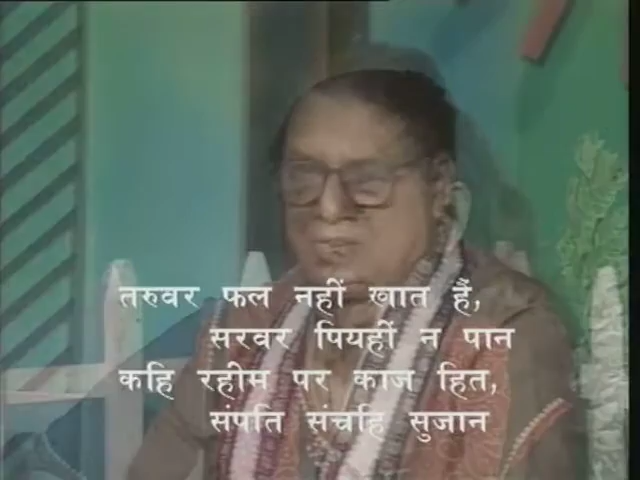 तरुवर फल नहीं खात हैं,
सरवर पियहीं न पान
कहि रहीम पर काज हित,
संपति संचहि सुजान